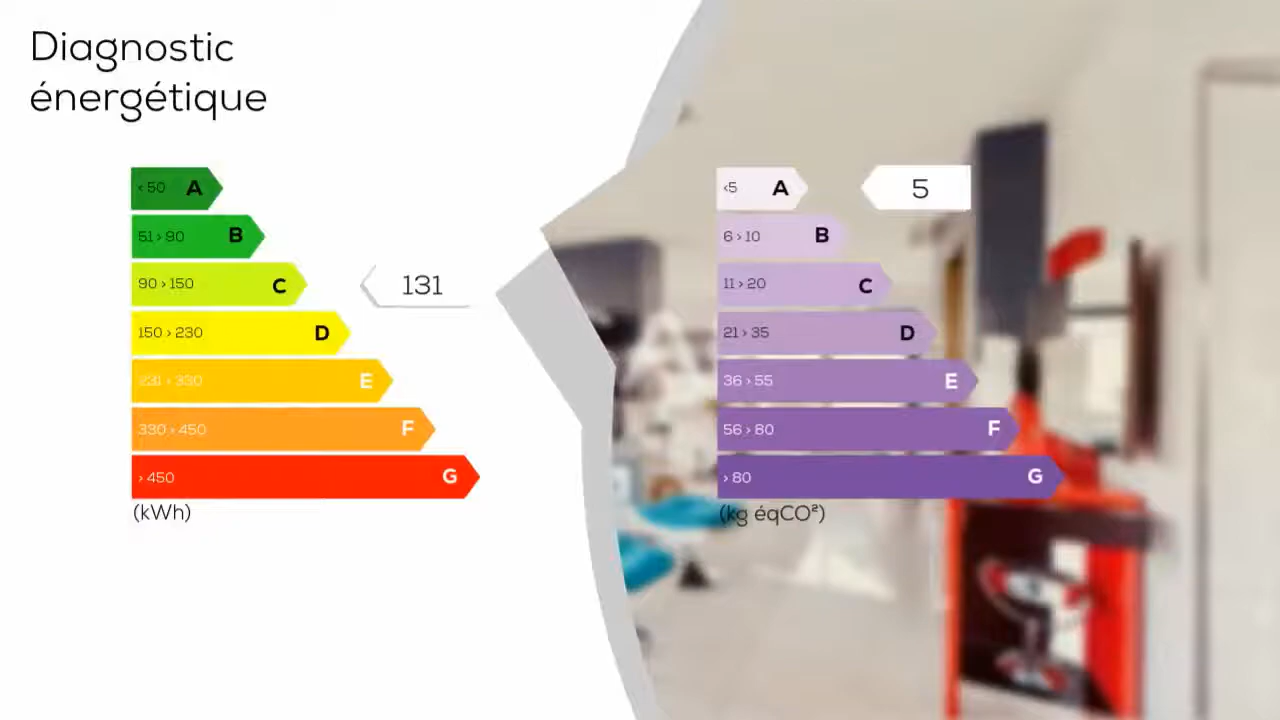 Diagnostic
énergétique
< 50 A
51 > 90 B
90 > 150 C
131
150 > 230 D
231 > 330 E
330 > 450 F
> 450 G
(kWh)
<5 A
5
6 > 10 B
11 > 20 C
21 > 35 D
36 > 55 E
56 > 80 F
> 80 G
(kg éqCO²)